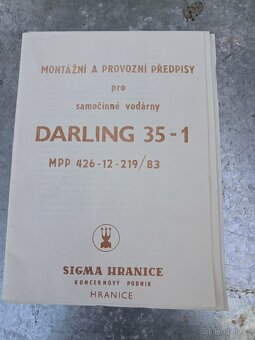 MONTÁŽNÍ A PROVOZNÍ PŘEDPISY
pro
samočinné vodárny
DARLING 35-1
MPP 426-12-219/83
SIGMA HRANICE
KONCERNOVÝ PODNIK
HRANICE